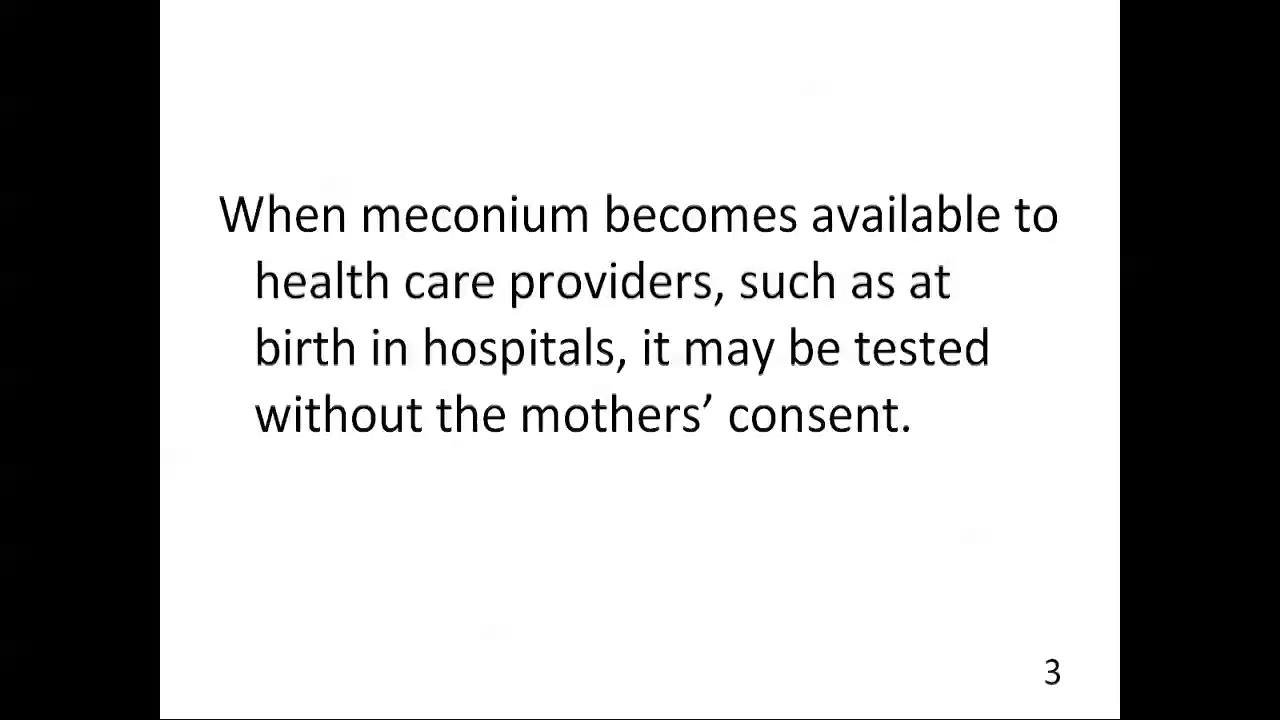 When meconium becomes available to
health care providers, such as at
birth in hospitals, it may be tested
without the mothers’ consent.
3